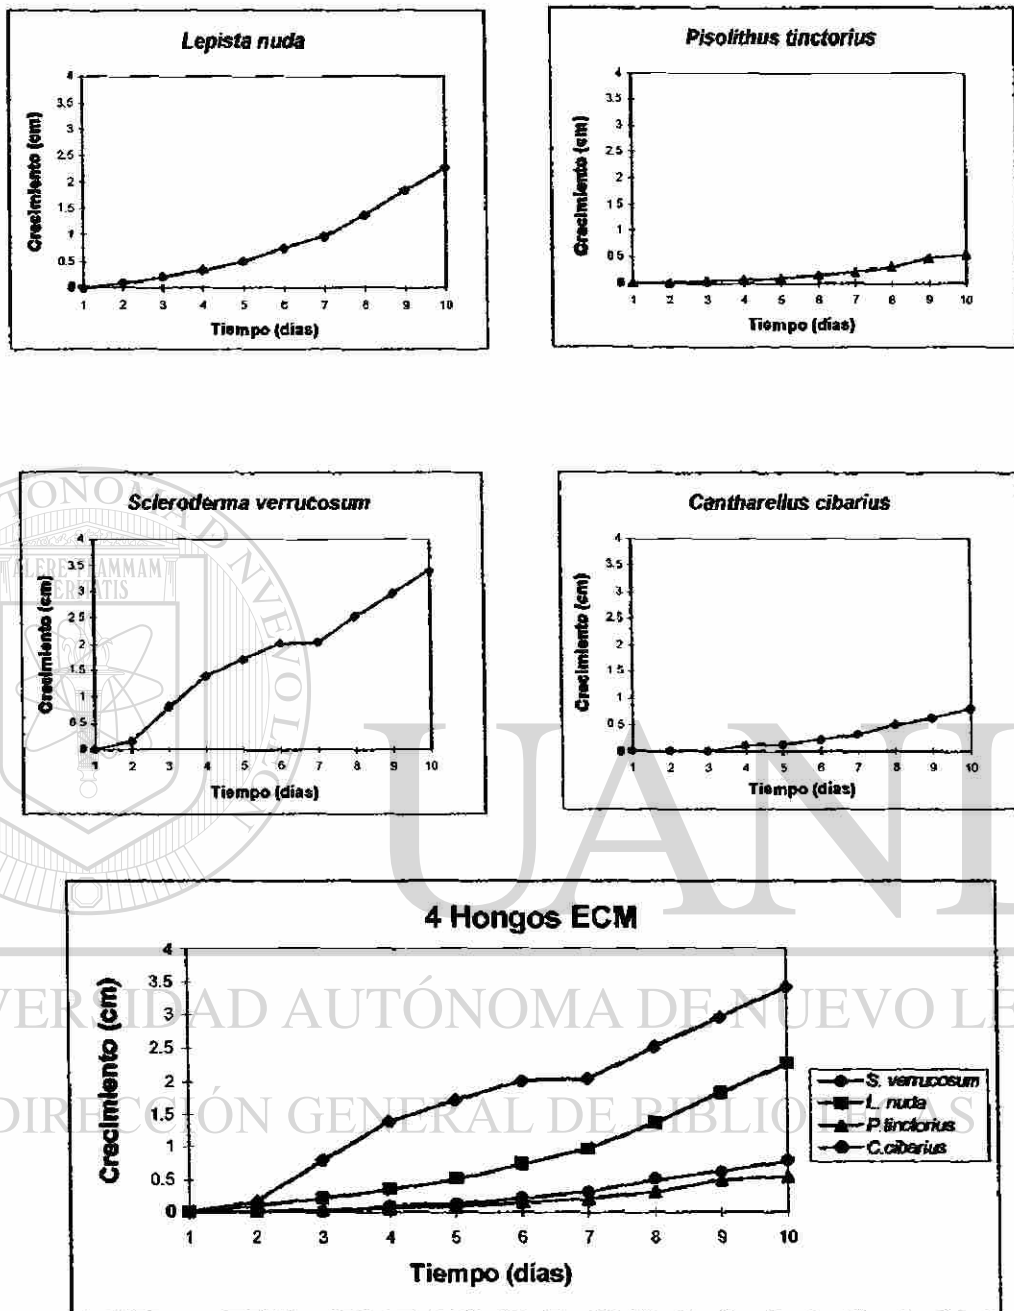 Lepista nuda
4
3.5
3
2.5
2
1.5
1
0.5
0
Crecimiento (cm)
1 2 3 4 5 6 7 8 9 10
Tiempo (días)
Pisolithus tinctorius
4
3.5
3
2.5
2
1.5
1
0.5
0
Crecimiento (cm)
1 2 3 4 5 6 7 8 9 10
Tiempo (días)
Scleroderma verrucosum
4
3.5
3
2.5
2
1.5
1
0.5
0
Crecimiento (cm)
1 2 3 4 5 6 7 8 9 10
Tiempo (días)
Cantharellus cibarius
4
3.5
3
2.5
2
1.5
1
0.5
0
Crecimiento (cm)
1 2 3 4 5 6 7 8 9 10
Tiempo (días)
ALERE FLAMMAM
VERITATIS
UANL
4 Hongos ECM
4
3.5
3
2.5
2
1.5
1
0.5
0
Crecimiento (cm)
1 2 3 4 5 6 7 8 9 10
Tiempo (días)
S. verrucosum
L. nuda
P. tinctorius
C. cibarius
VERSIDAD AUTÓNOMA DE NUEVO LE
DIRECCIÓN GENERAL DE BIBLIOTECAS